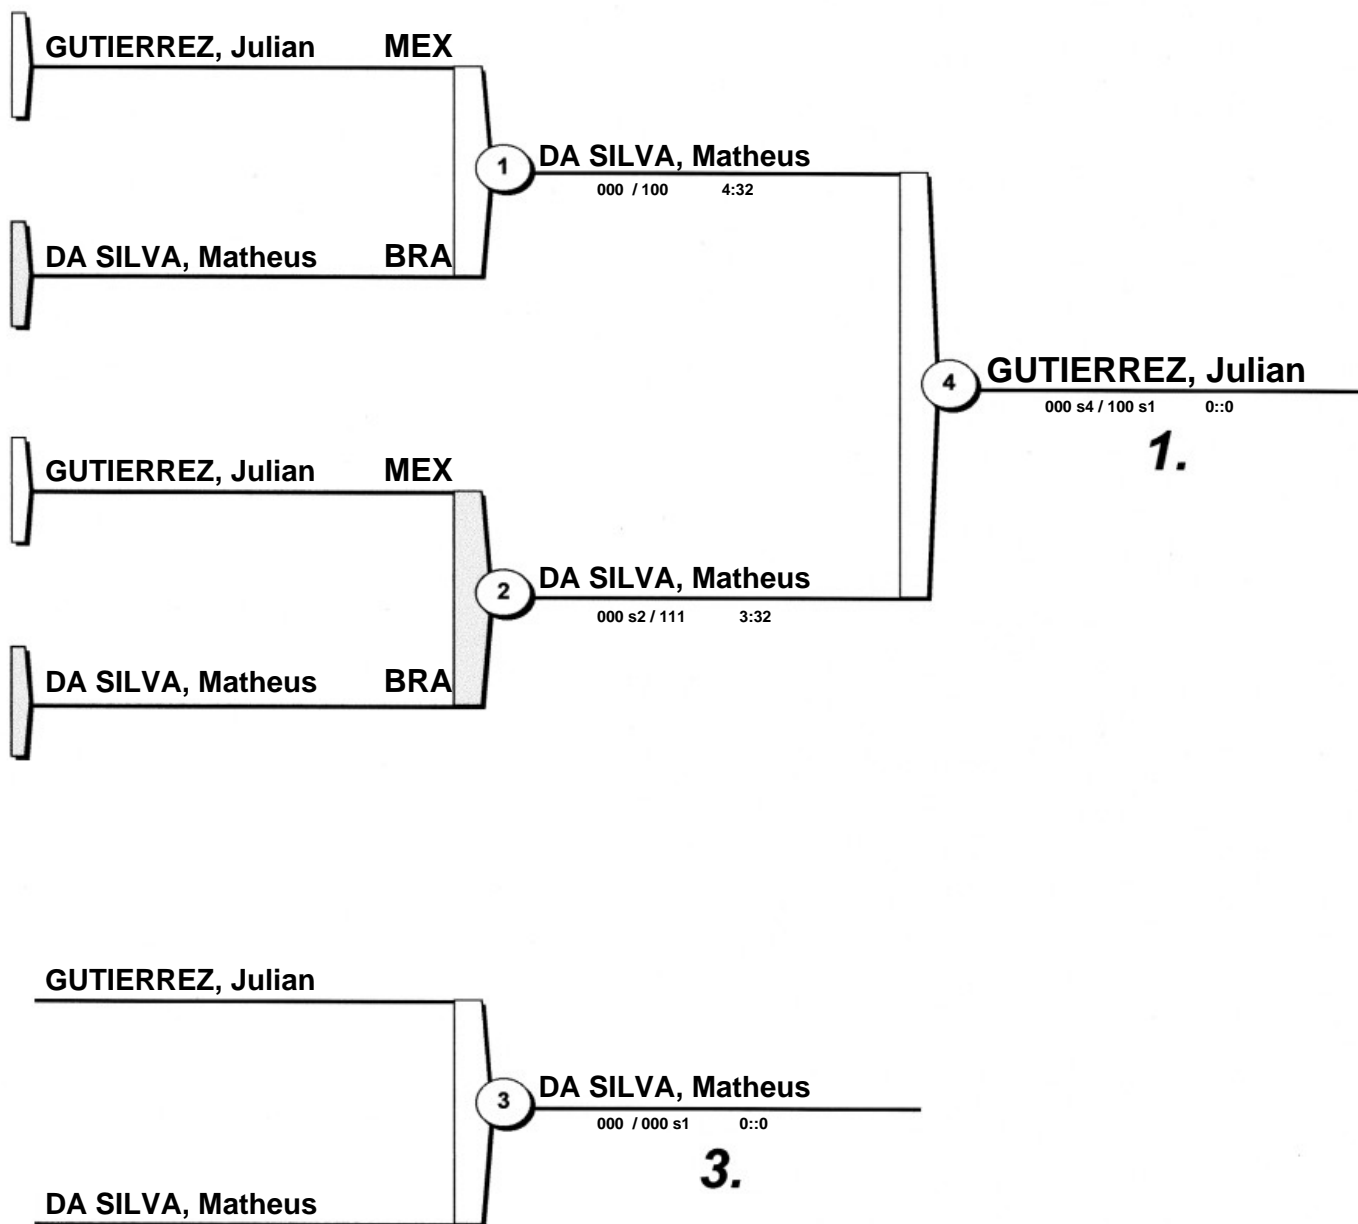 GUTIERREZ, Julian MEX
1 DA SILVA, Matheus
000 / 100 4:32
DA SILVA, Matheus BRA
4 GUTIERREZ, Julian
000 s4 / 100 s1 0::0
1.
GUTIERREZ, Julian MEX
2 DA SILVA, Matheus
000 s2 / 111 3:32
DA SILVA, Matheus BRA
GUTIERREZ, Julian
3 DA SILVA, Matheus
000 / 000 s1 0::0
3.
DA SILVA, Matheus